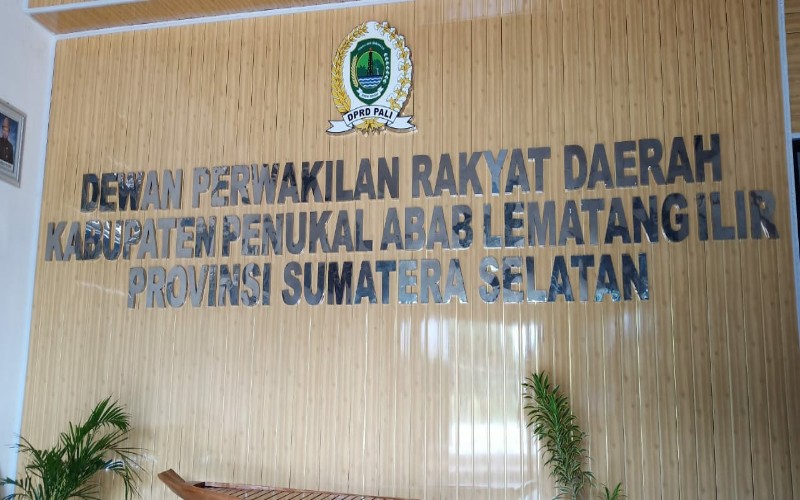 DPRD PALI
DEWAN PERWAKILAN RAKYAT DAERAH
KABUPATEN PENUKAL ABAB LEMATANG ILIR
PROVINSI SUMATERA SELATAN